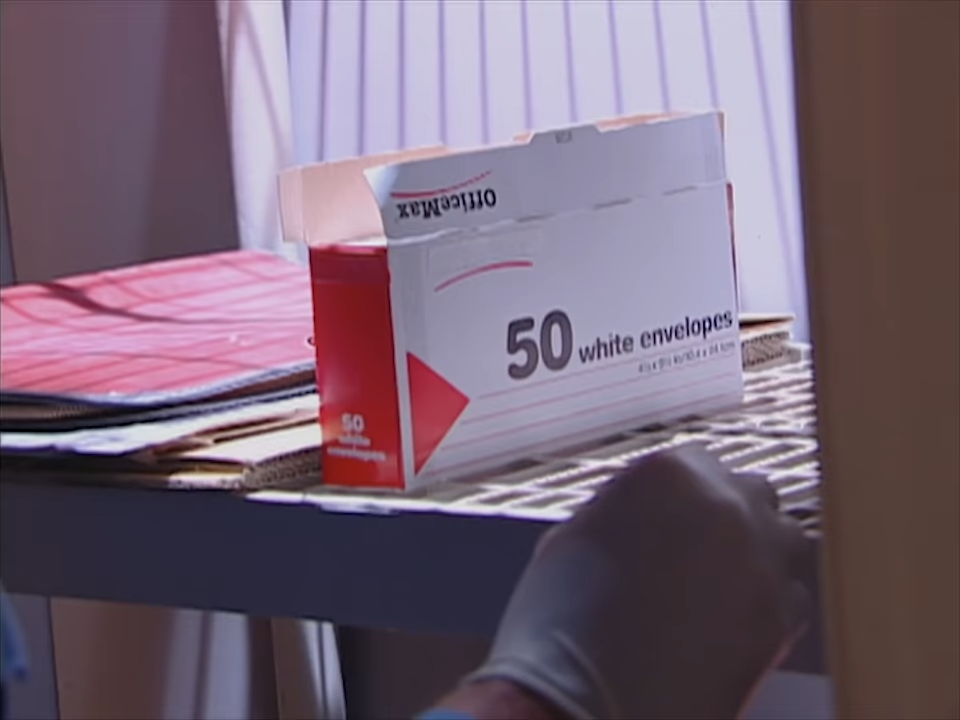 OfficeMax
50 white envelopes
50
white
envelopes